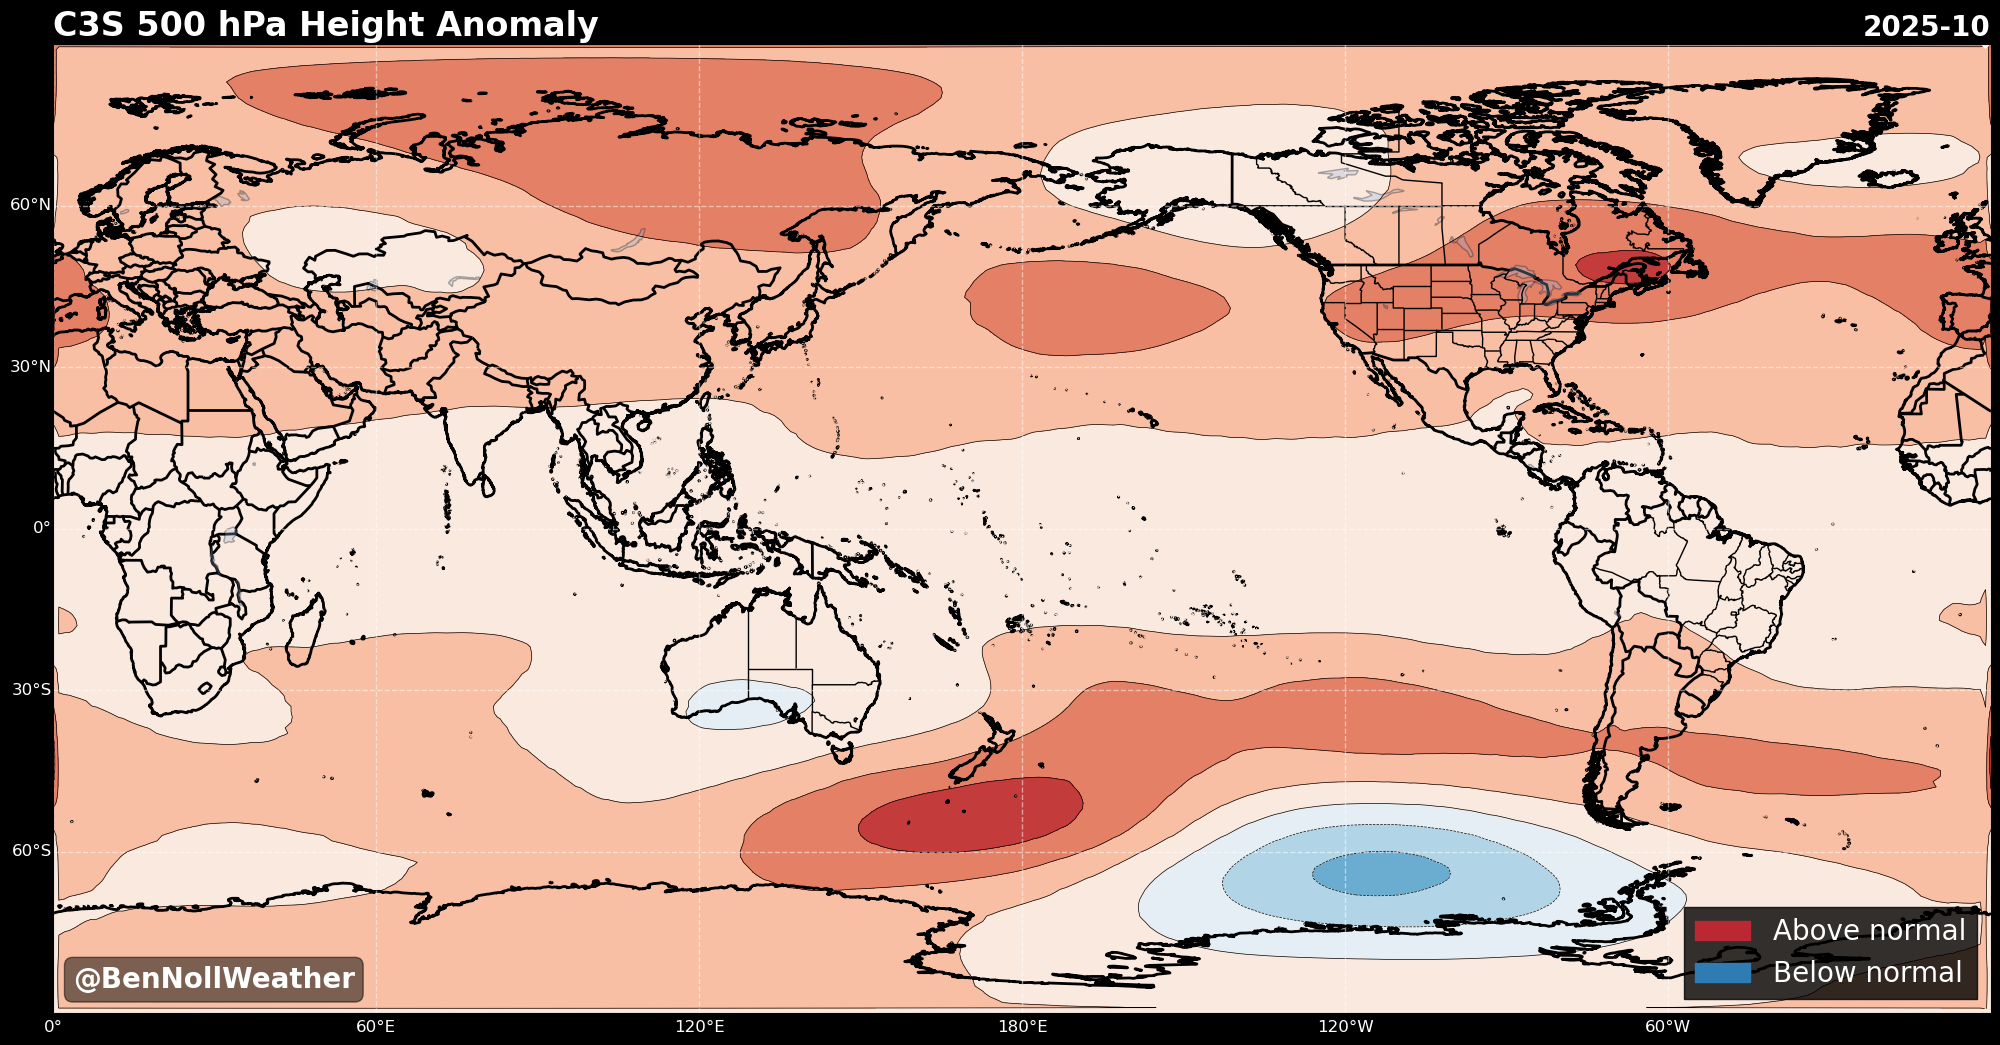 C3S 500 hPa Height Anomaly
2025-10
60°N
30°N
0°
30°S
60°S
Above normal
Below normal
@BenNollWeather
0°
60°E
120°E
180°E
120°W
60°W